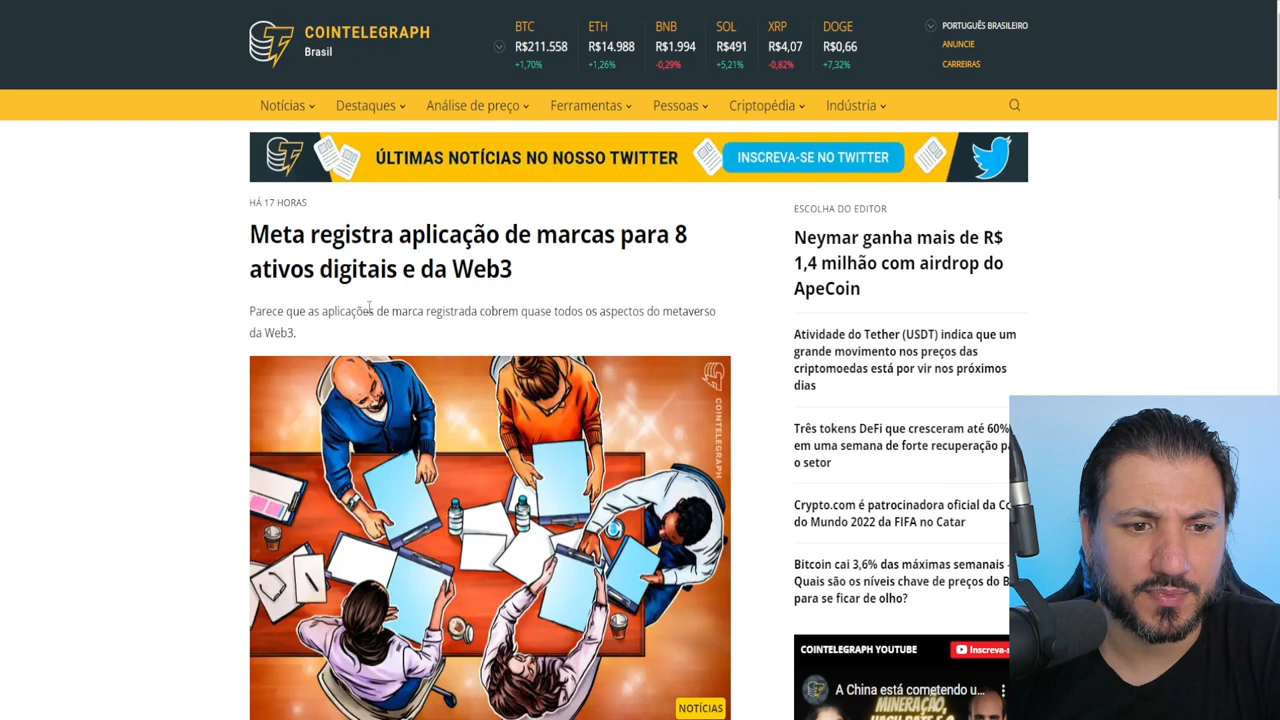 COINTELEGRAPH
Brasil
BTC
R$211.558
+1,70%
ETH
R$14.988
+1,26%
BNB
R$1.994
-0,29%
SOL
R$491
+5,21%
XRP
R$4,07
-0,82%
DOGE
R$0,66
+7,32%
PORTUGUÊS BRASILEIRO
ANUNCIE
CARREIRAS
Notícias
Destaques
Análise de preço
Ferramentas
Pessoas
Criptopédia
Indústria
ÚLTIMAS NOTÍCIAS NO NOSSO TWITTER
INSCREVA-SE NO TWITTER
HÁ 17 HORAS
Meta registra aplicação de marcas para 8
ativos digitais e da Web3
Parece que as aplicações de marca registrada cobrem quase todos os aspectos do metaverso
da Web3.
COINTELEGRAPH
NOTÍCIAS
ESCOLHA DO EDITOR
Neymar ganha mais de R$
1,4 milhão com airdrop do
ApeCoin
Atividade do Tether (USDT) indica que um
grande movimento nos preços das
criptomoedas está por vir nos próximos
dias
Três tokens DeFi que cresceram até 60%
em uma semana de forte recuperação
o setor
Crypto.com é patrocinadora oficial da
do Mundo 2022 da FIFA no Catar
Bitcoin cai 3,6% das máximas semanais -
Quais são os níveis chave de preços do
para se ficar de olho?
COINTELEGRAPH YOUTUBE
A China está cometendo u...
MINERAÇÃO,
HASH RATE E O